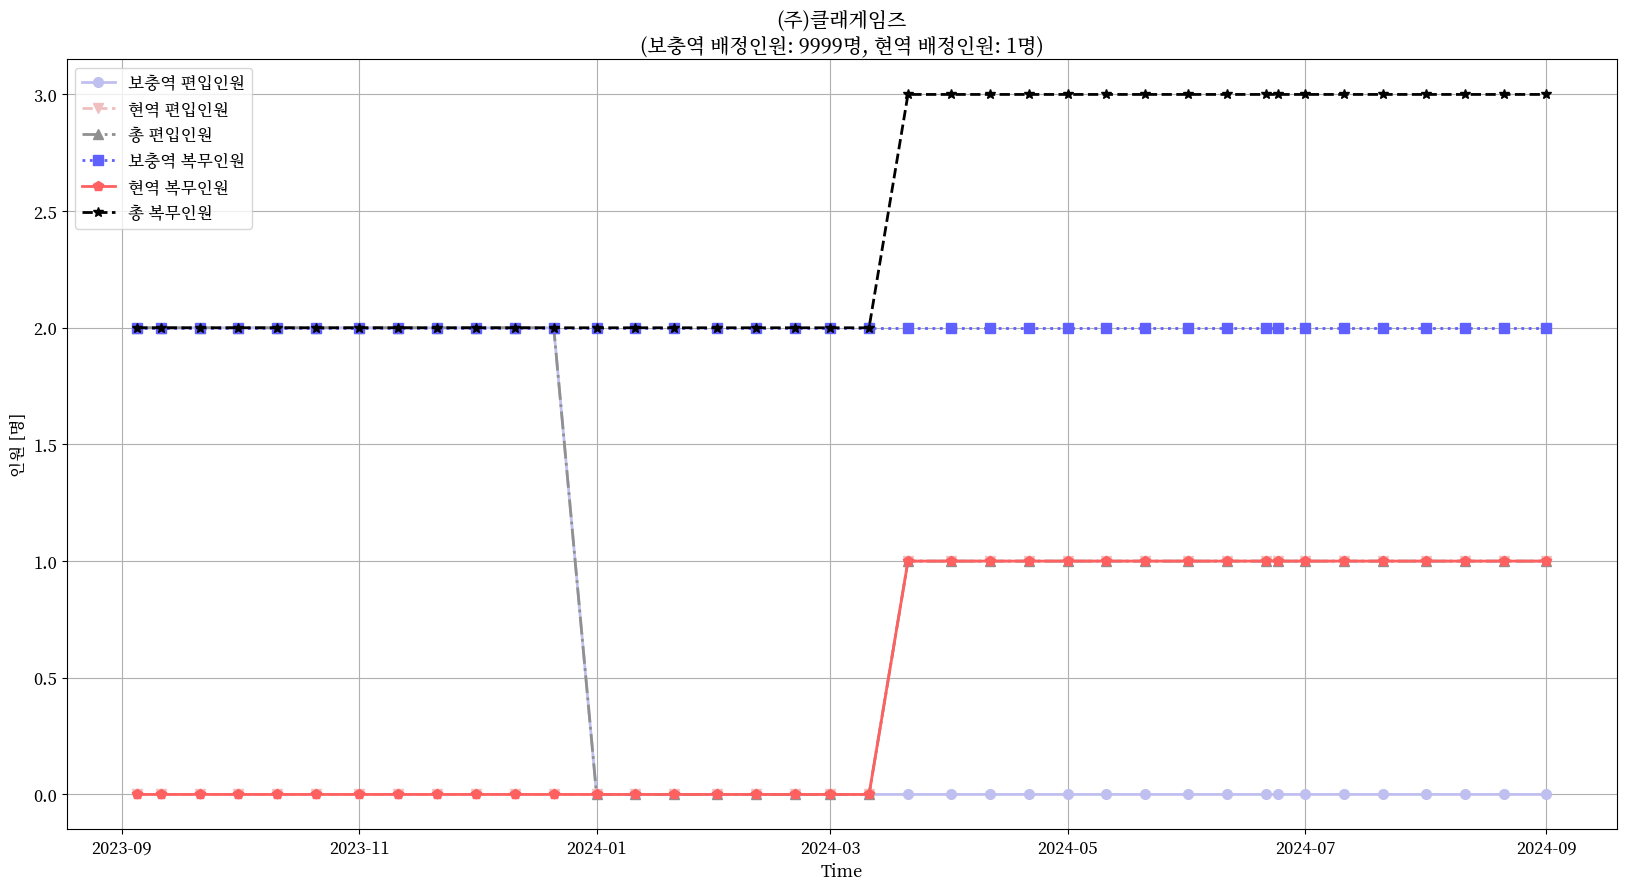 (주)클래게임즈
(보충역 배정인원: 9999명, 현역 배정인원: 1명)
보충역 편입인원
현역 편입인원
총 편입인원
보충역 복무인원
현역 복무인원
총 복무인원
3.0
2.5
2.0
1.5
1.0
0.5
0.0
인원 [명]
2023-09
2023-11
2024-01
2024-03
2024-05
2024-07
2024-09
Time